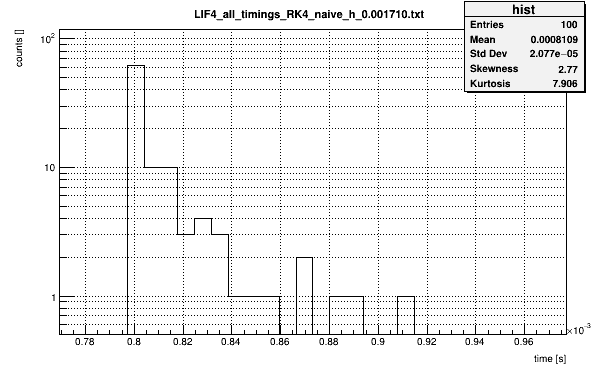 LIF4_all_timings_RK4_naive_h_0.001710.txt
hist
Entries 100
Mean 0.0008109
Std Dev 2.077e−05
Skewness 2.77
Kurtosis 7.906
counts []
10²
10
1
0.78 0.8 0.82 0.84 0.86 0.88 0.9 0.92 0.94 0.96
×10⁻³
time [s]